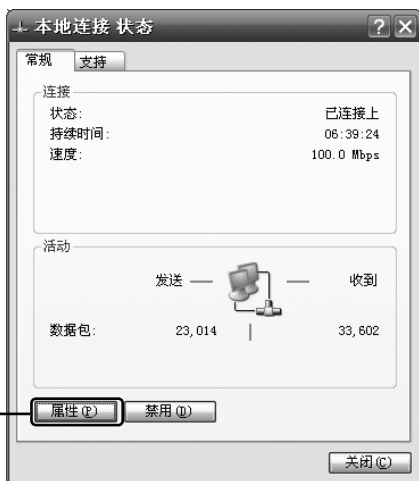 本地连接 状态
常规 支持
连接
状态: 已连接上
持续时间: 06:39:24
速度: 100.0 Mbps
活动
发送 — — 收到
数据包: 23,014 | 33,602
属性(P) 禁用(D)
关闭(C)